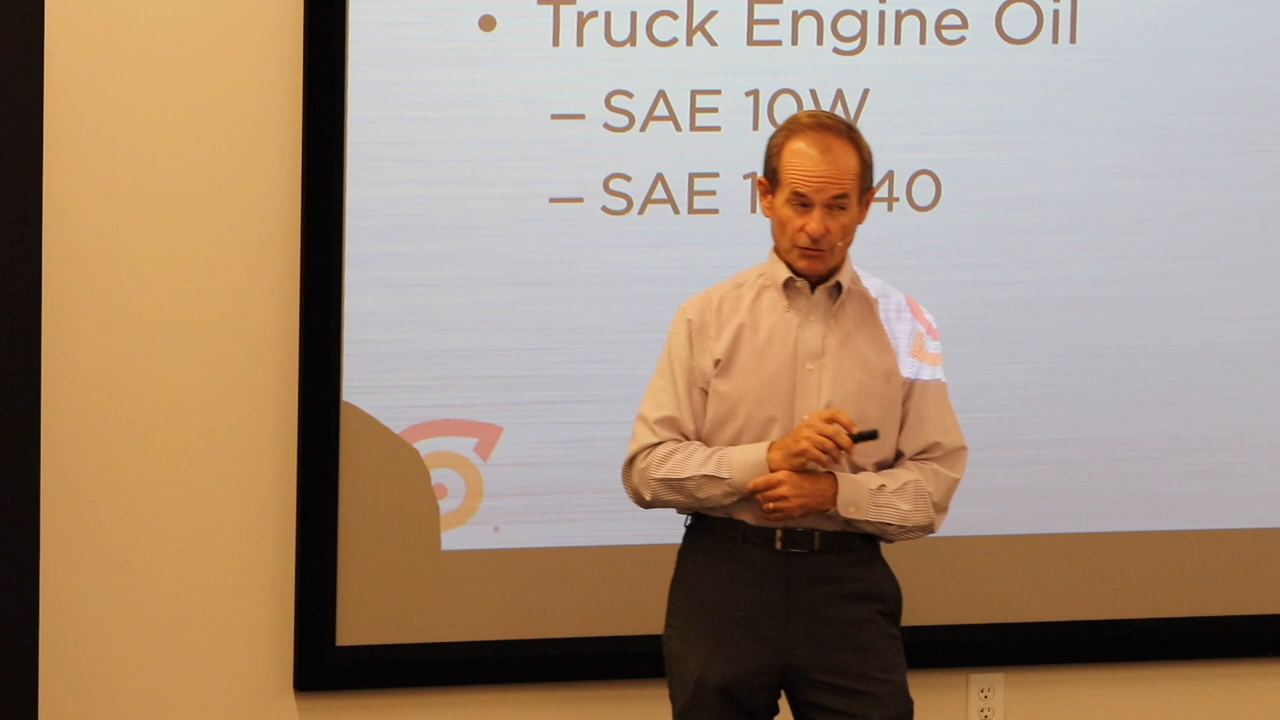 • Truck Engine Oil
– SAE 10W
– SAE 1 40